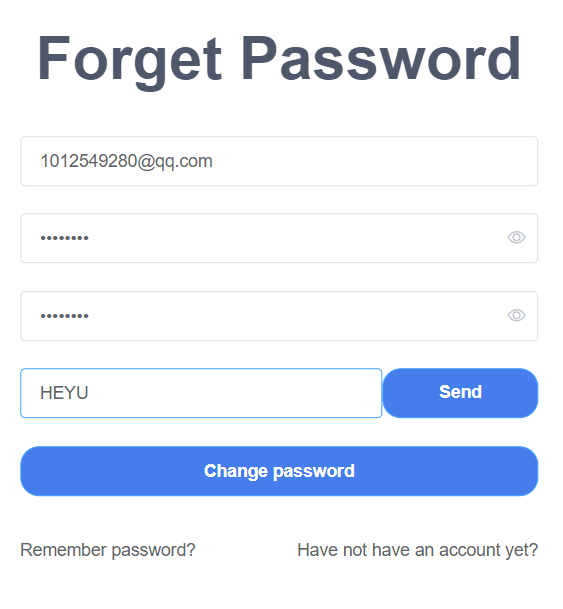 Forget Password
1012549280@qq.com
••••••••
••••••••
HEYU
Send
Change password
Remember password?
Have not have an account yet?